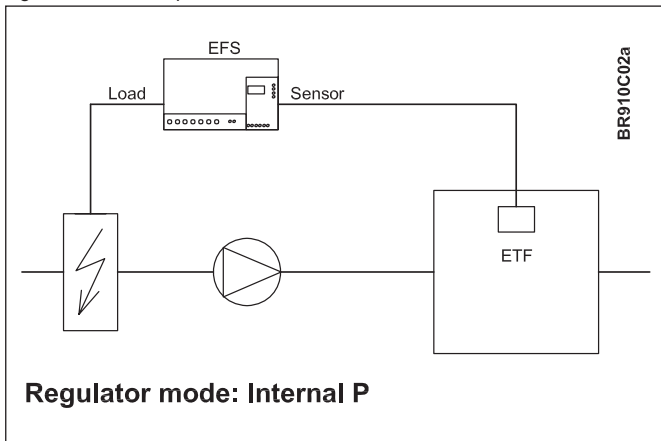 EFS
Load
Sensor
BR910C02a
ETF
Regulator mode: Internal P